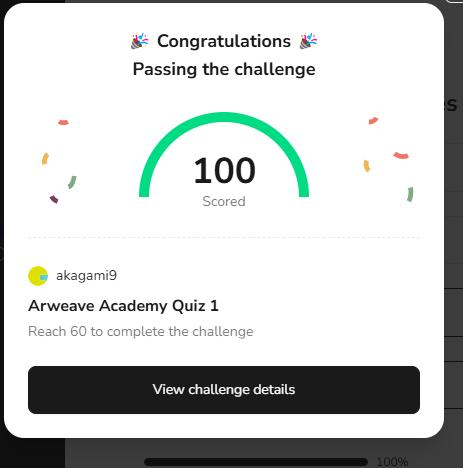 🎉 Congratulations 🎉
Passing the challenge
100
Scored
akagami9
Arweave Academy Quiz 1
Reach 60 to complete the challenge
View challenge details
100%